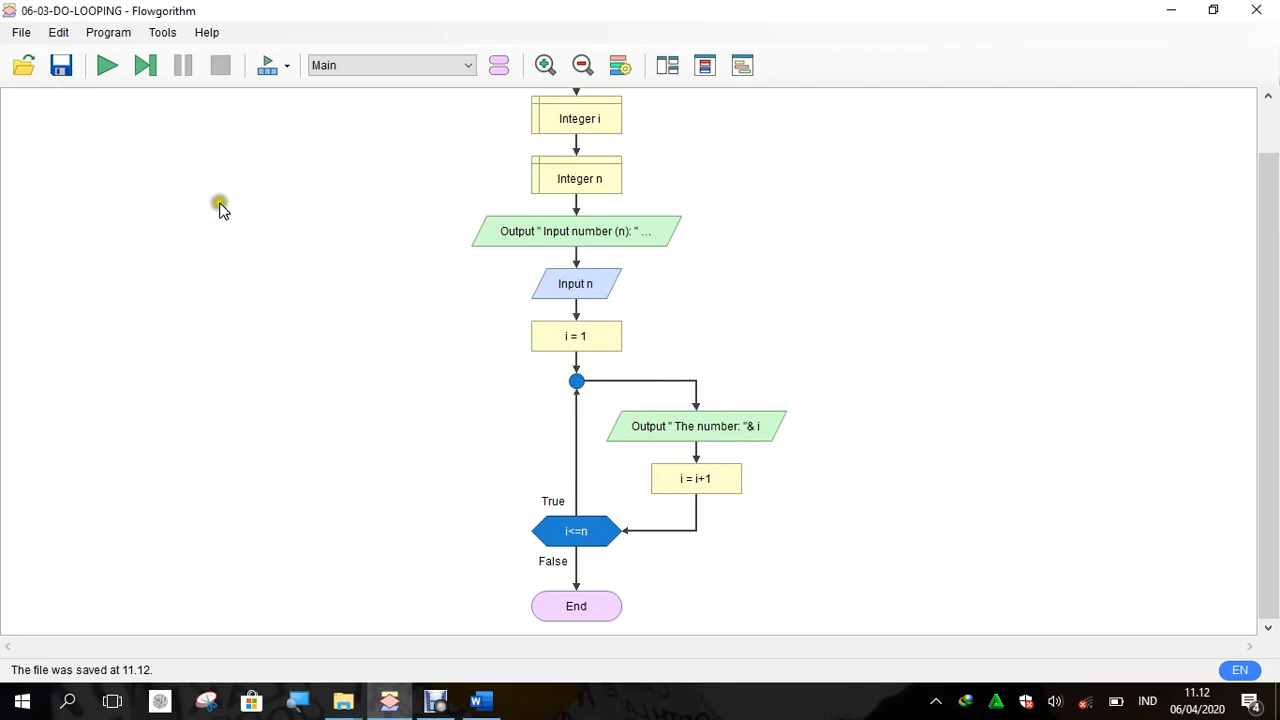 06-03-DO-LOOPING - Flowgorithm
File Edit Program Tools Help
Main
Integer i
Integer n
Output " Input number (n): " ...
Input n
i = 1
Output " The number: "& i
i = i+1
True
i<=n
False
End
The file was saved at 11.12.
EN
W
IND
11.12
06/04/2020
4